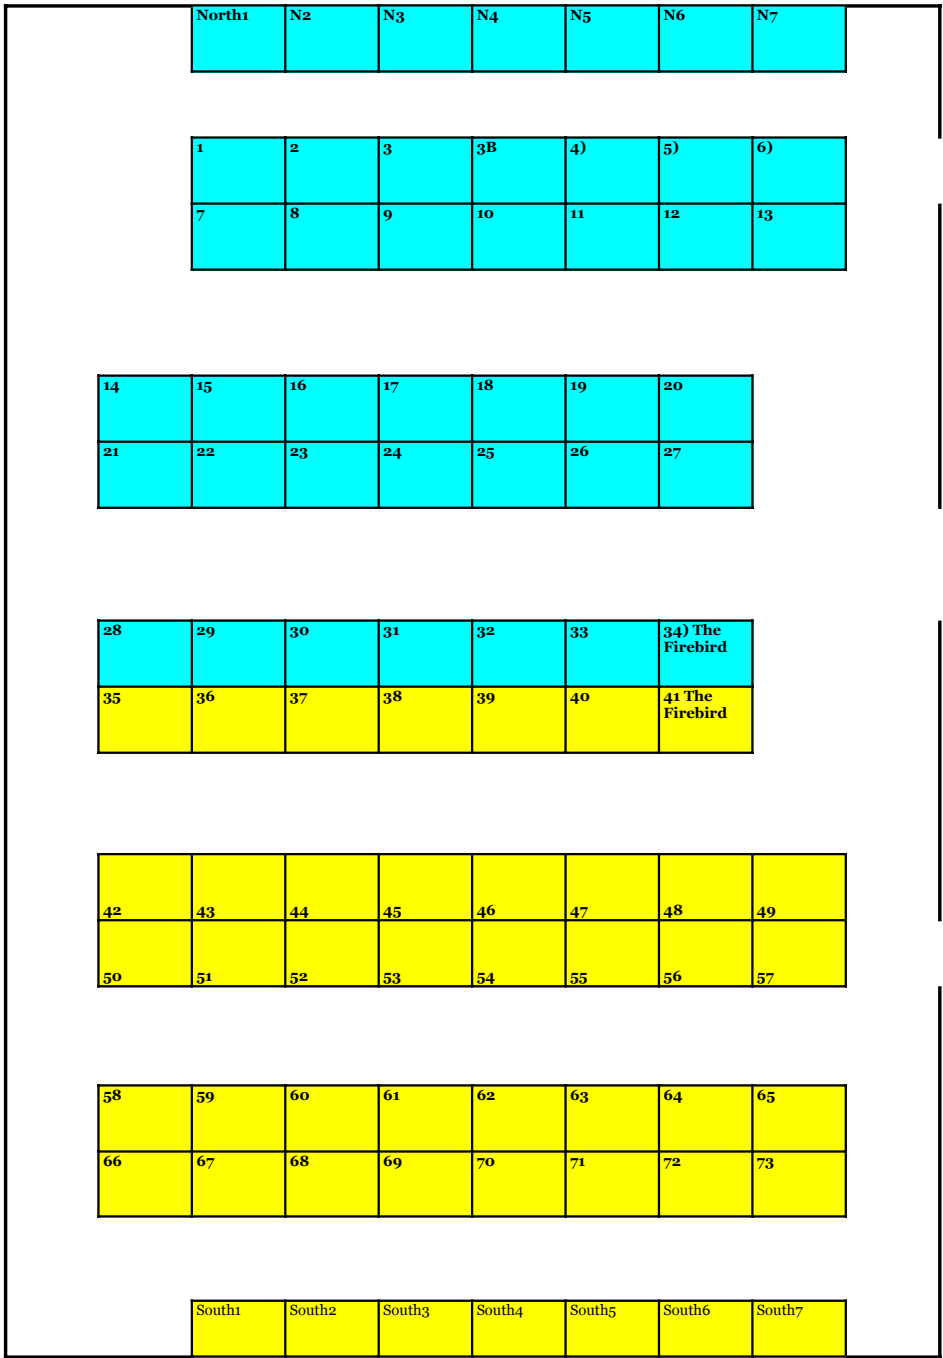 North1 N2 N3 N4 N5 N6 N7
1 2 3 3B 4) 5) 6)
7 8 9 10 11 12 13
14 15 16 17 18 19 20
21 22 23 24 25 26 27
28 29 30 31 32 33 34) The
Firebird
35 36 37 38 39 40 41 The
Firebird
42 43 44 45 46 47 48 49
50 51 52 53 54 55 56 57
58 59 60 61 62 63 64 65
66 67 68 69 70 71 72 73
South1 South2 South3 South4 South5 South6 South7